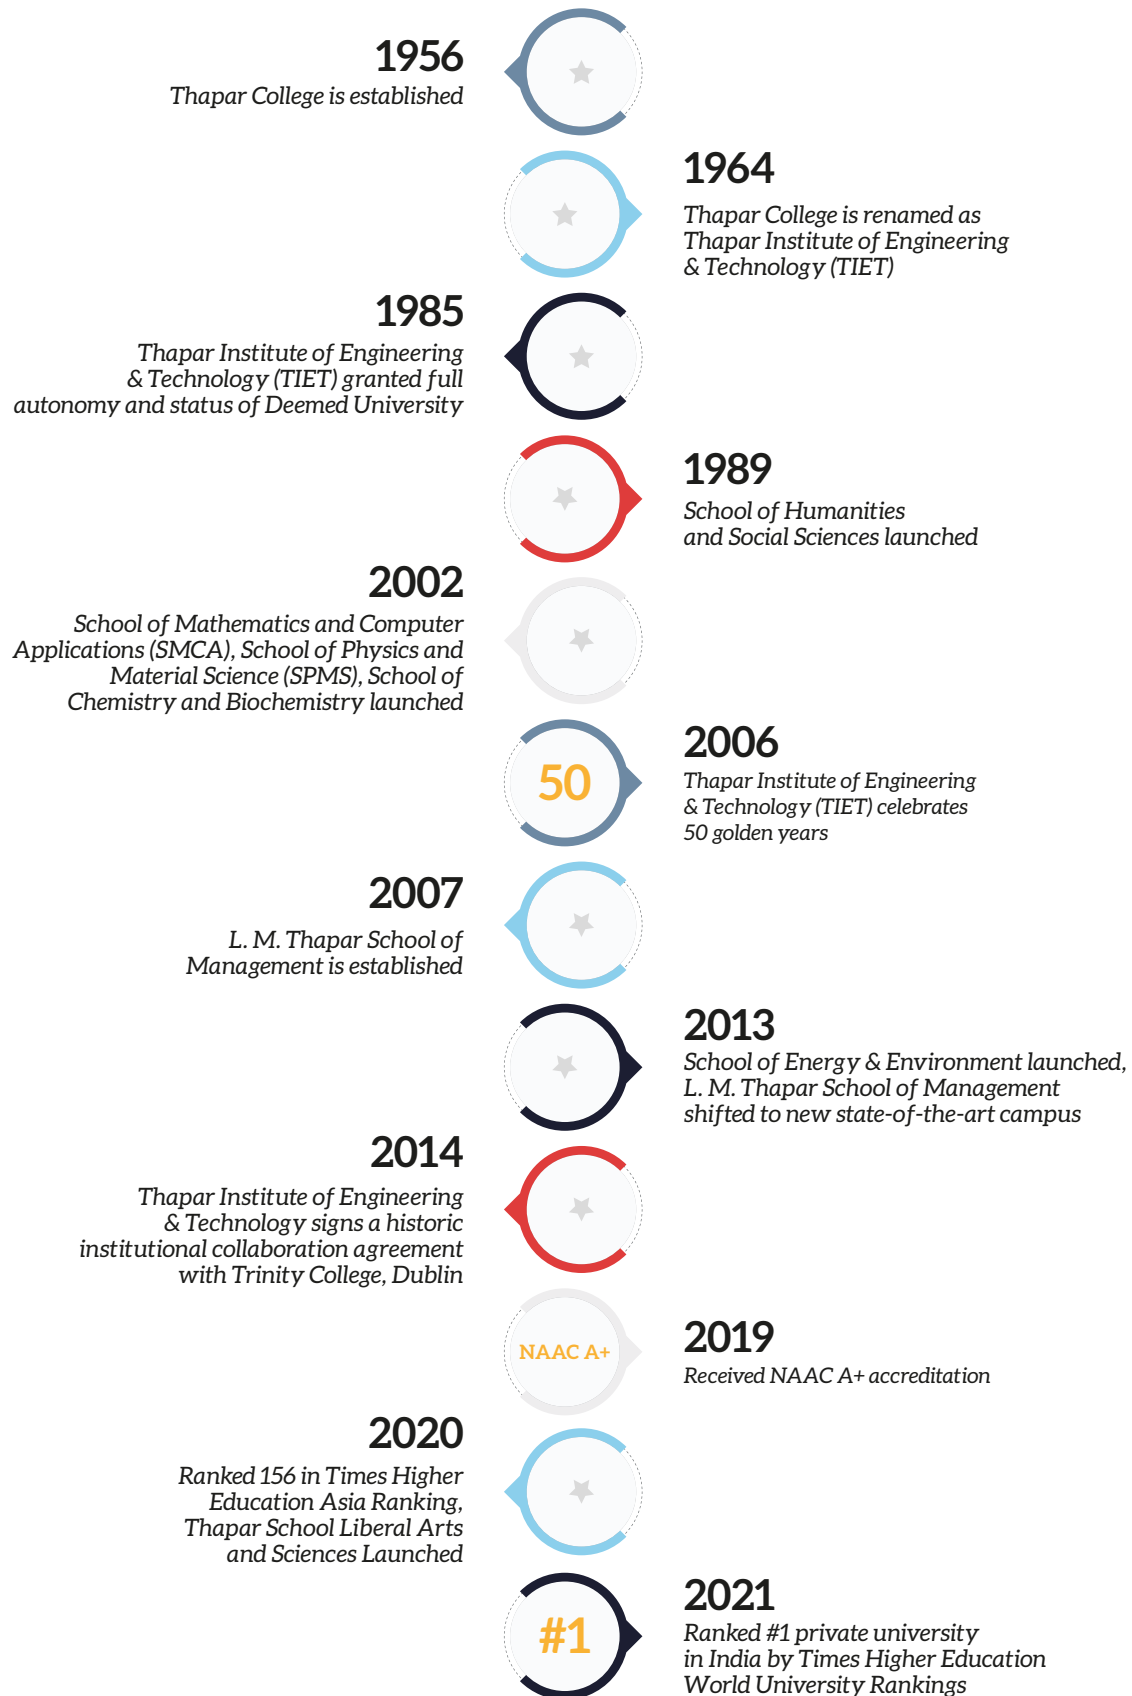 1956
Thapar College is established
1964
Thapar College is renamed as
Thapar Institute of Engineering
& Technology (TIET)
1985
Thapar Institute of Engineering
& Technology (TIET) granted full
autonomy and status of Deemed University
1989
School of Humanities
and Social Sciences launched
2002
School of Mathematics and Computer
Applications (SMCA), School of Physics and
Material Science (SPMS), School of
Chemistry and Biochemistry launched
50
2006
Thapar Institute of Engineering
& Technology (TIET) celebrates
50 golden years
2007
L. M. Thapar School of
Management is established
2013
School of Energy & Environment launched,
L. M. Thapar School of Management
shifted to new state-of-the-art campus
2014
Thapar Institute of Engineering
& Technology signs a historic
institutional collaboration agreement
with Trinity College, Dublin
NAAC A+
2019
Received NAAC A+ accreditation
2020
Ranked 156 in Times Higher
Education Asia Ranking,
Thapar School Liberal Arts
and Sciences Launched
#1
2021
Ranked #1 private university
in India by Times Higher Education
World University Rankings